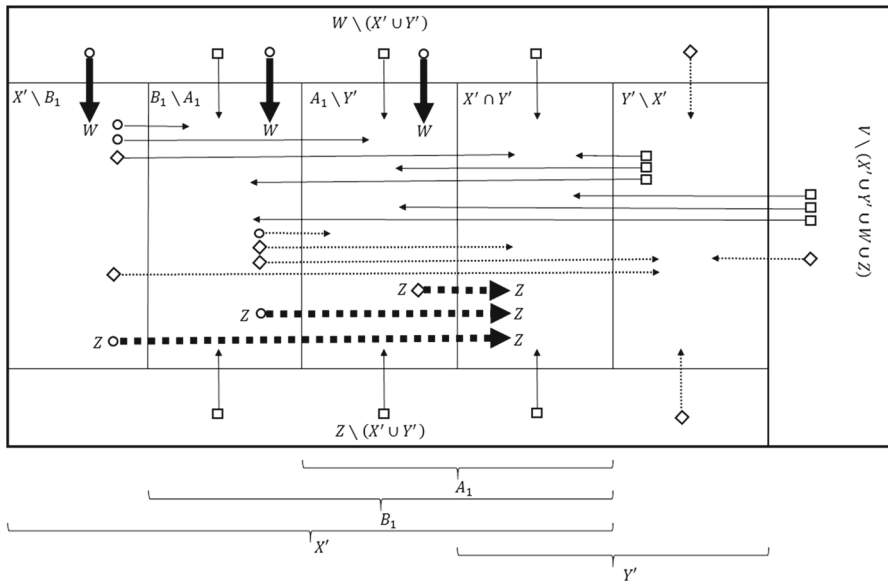 W \ (X′ ∪ Y′)
X′ \ B₁
B₁ \ A₁
A₁ \ Y′
X′ ∩ Y′
Y′ \ X′
W
W
W
V \ (X′ ∪ Y′ ∪ W ∪ Z)
Z
Z
Z
Z
Z
Z
Z \ (X′ ∪ Y′)
A₁
B₁
X′
Y′